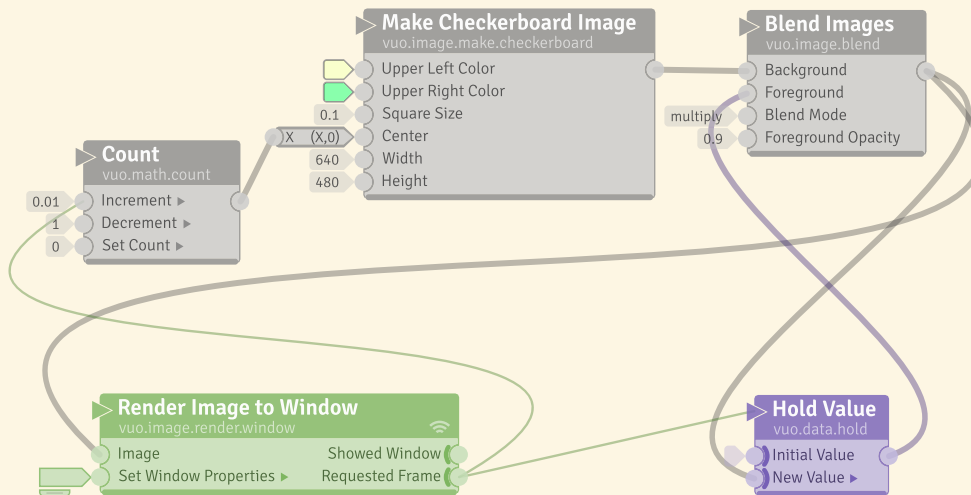 Make Checkerboard Image
vuo.image.make.checkerboard
Upper Left Color
Upper Right Color
0.1 Square Size
X (X,0) Center
640 Width
480 Height
Blend Images
vuo.image.blend
Background
Foreground
multiply Blend Mode
0.9 Foreground Opacity
Count
vuo.math.count
0.01 Increment
1 Decrement
0 Set Count
Render Image to Window
vuo.image.render.window
Image Showed Window
Set Window Properties Requested Frame
Hold Value
vuo.data.hold
Initial Value
New Value